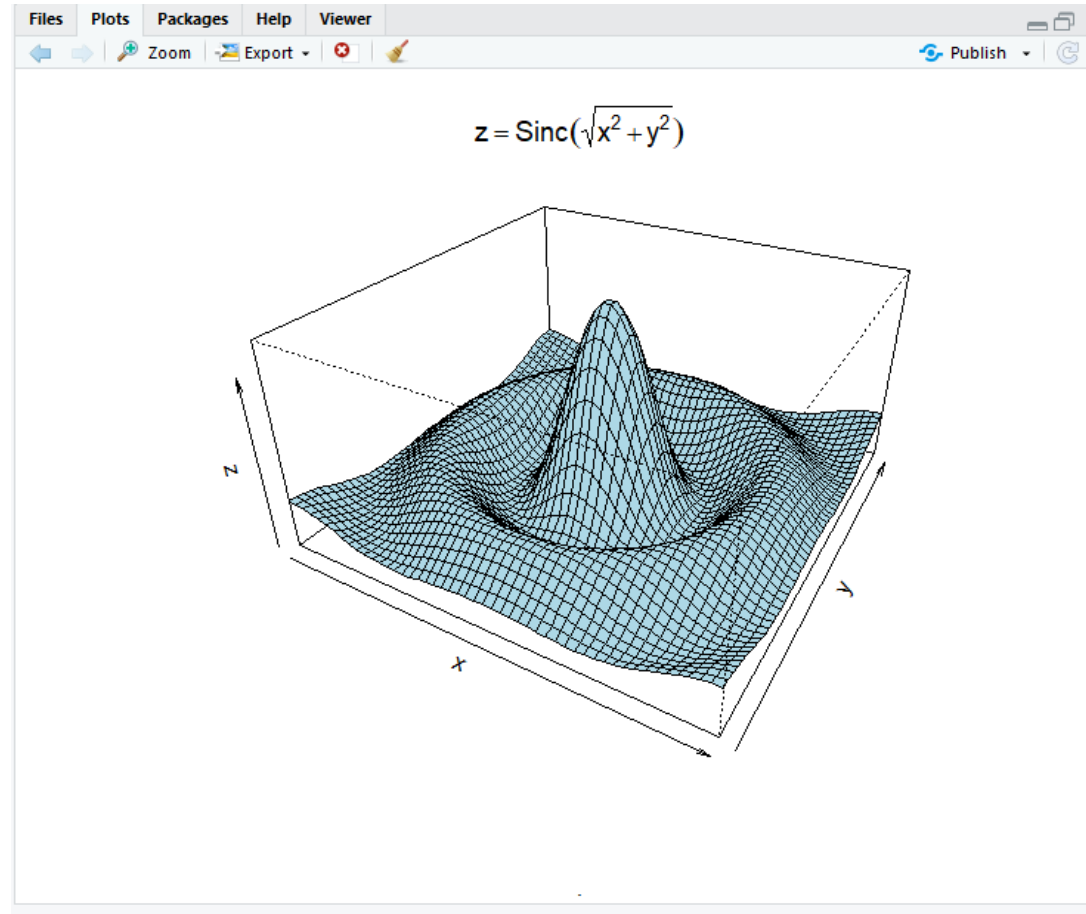 Files Plots Packages Help Viewer
Zoom Export Publish
z = Sinc(√x² + y²)
z
y
x